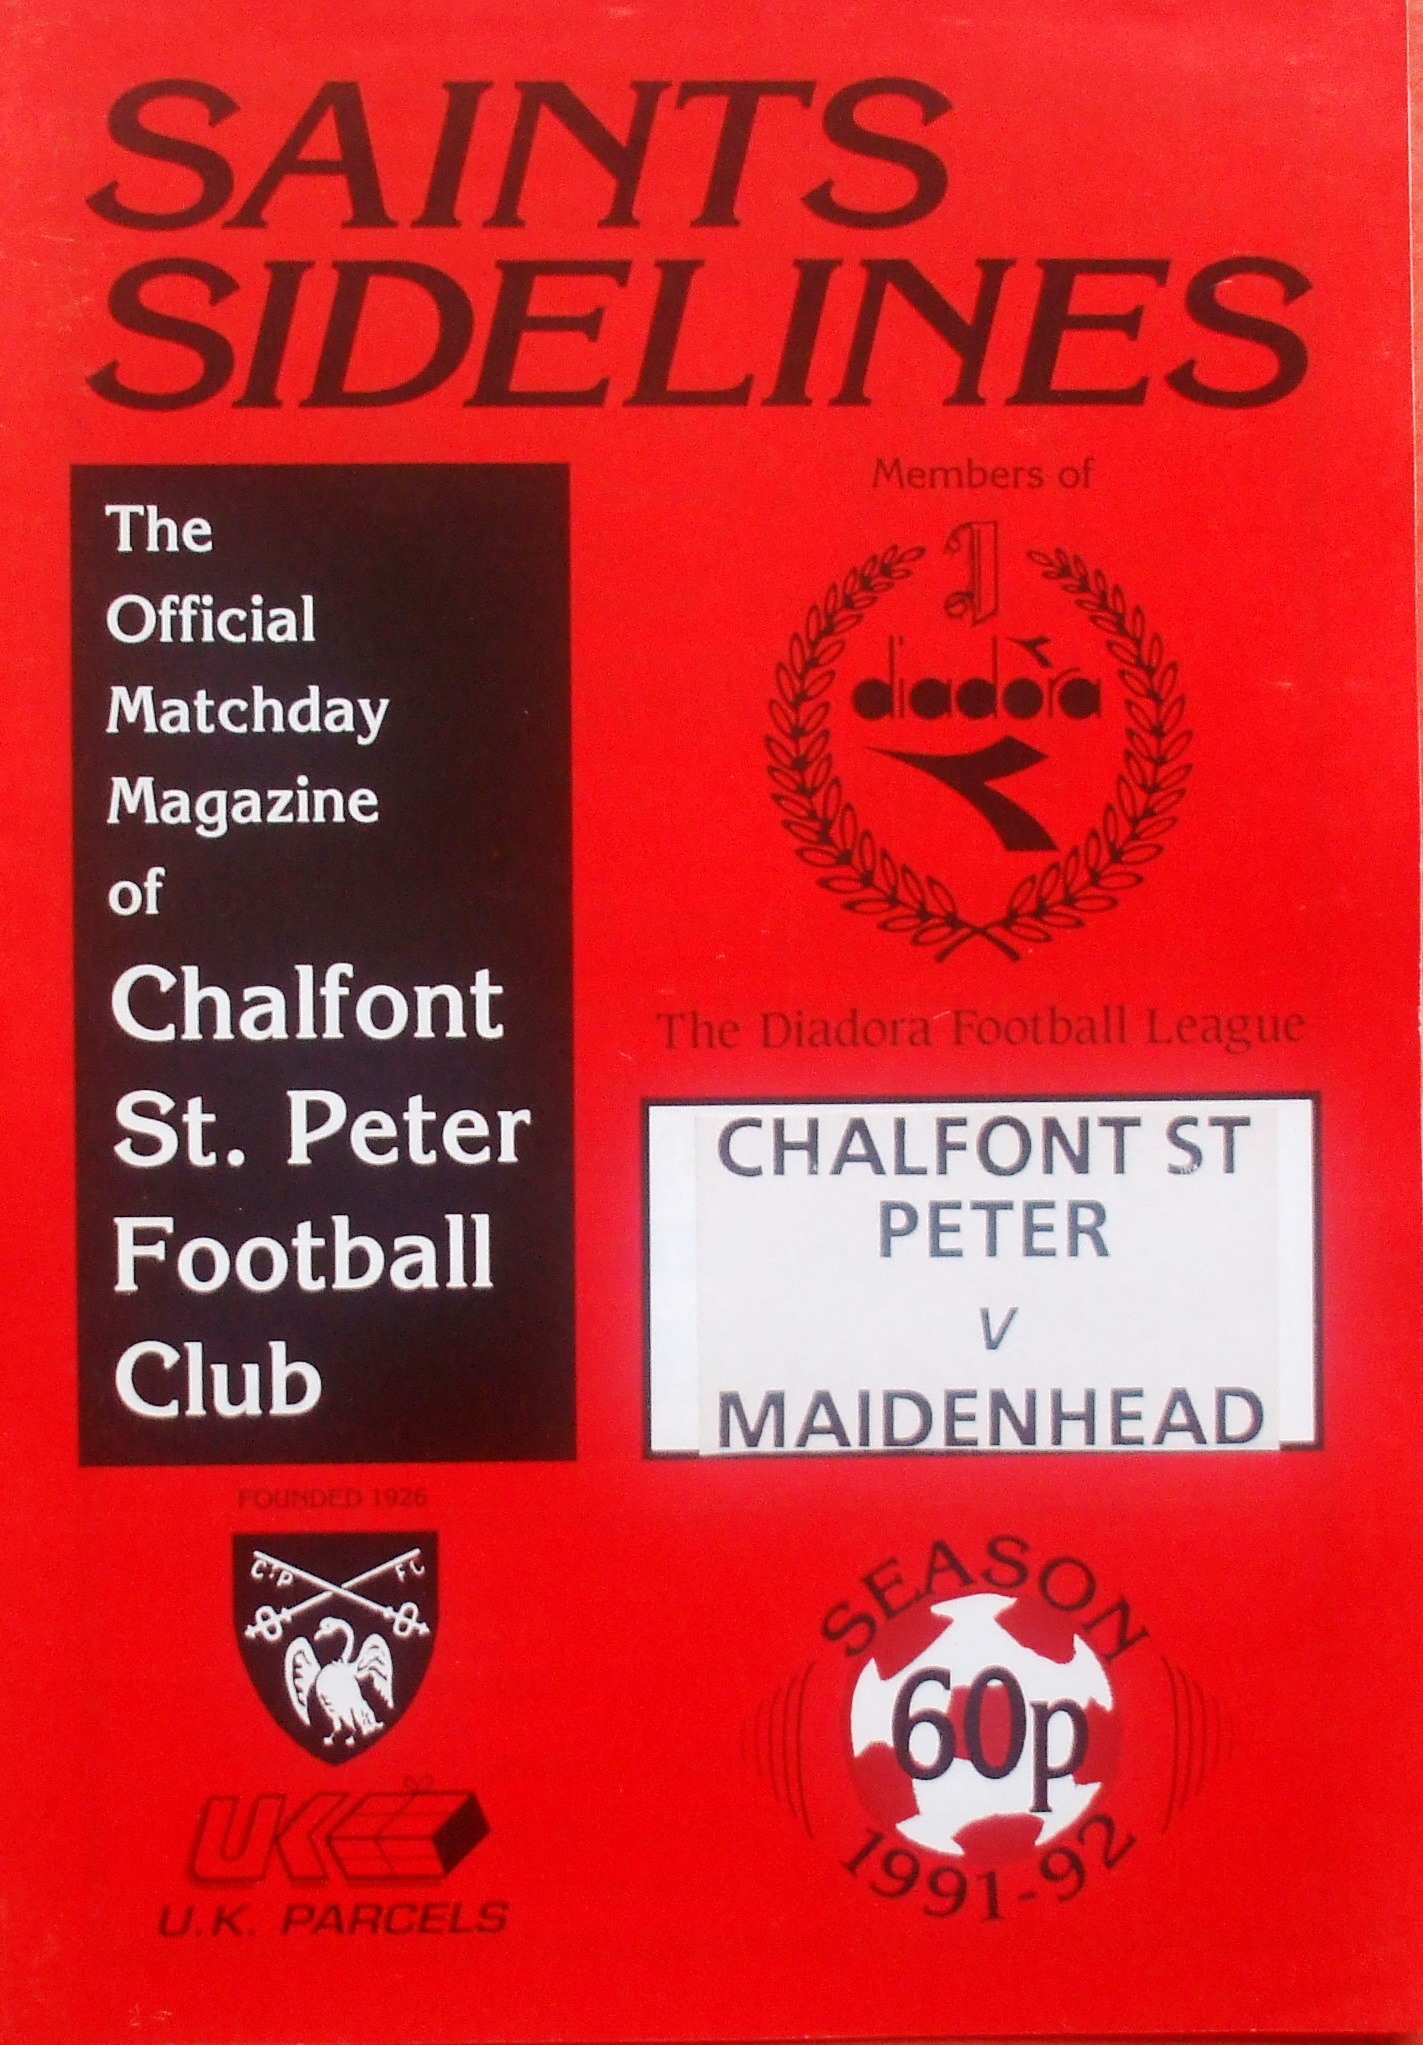 SAINTS
SIDELINES
The
Official
Matchday
Magazine
of
Chalfont
St. Peter
Football
Club
Members of
diadora
The Diadora Football League
CHALFONT ST
PETER
v
MAIDENHEAD
FOUNDED 1926
C S P FC
UK
U.K. PARCELS
SEASON
60p
1991-92